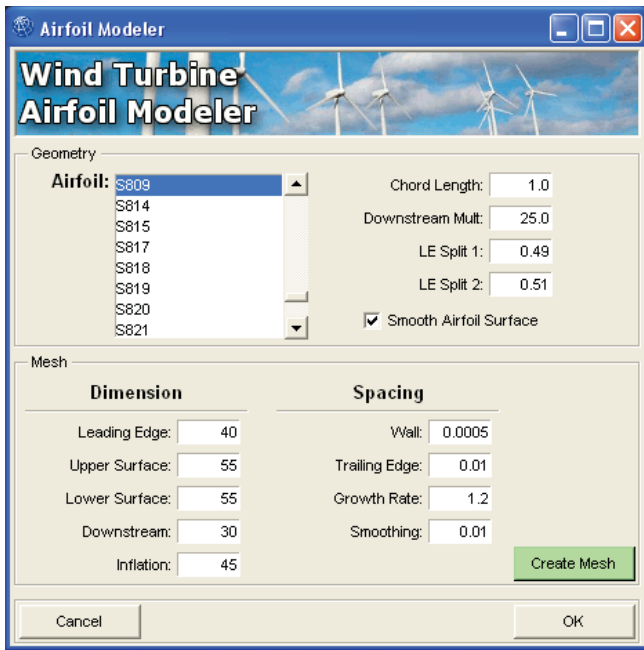 Airfoil Modeler
Wind Turbine
Airfoil Modeler
Geometry
Airfoil:
S809
S814
S815
S817
S818
S819
S820
S821
Chord Length: 1.0
Downstream Mult: 25.0
LE Split 1: 0.49
LE Split 2: 0.51
Smooth Airfoil Surface
Mesh
Dimension
Leading Edge: 40
Upper Surface: 55
Lower Surface: 55
Downstream: 30
Inflation: 45
Spacing
Wall: 0.0005
Trailing Edge: 0.01
Growth Rate: 1.2
Smoothing: 0.01
Create Mesh
Cancel
OK